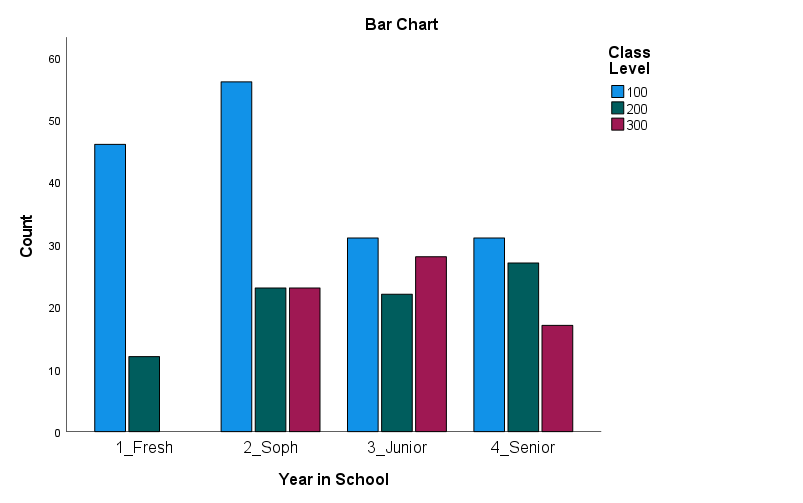 Bar Chart
Class
Level
100
200
300
60
50
40
30
20
10
0
Count
1_Fresh
2_Soph
3_Junior
4_Senior
Year in School